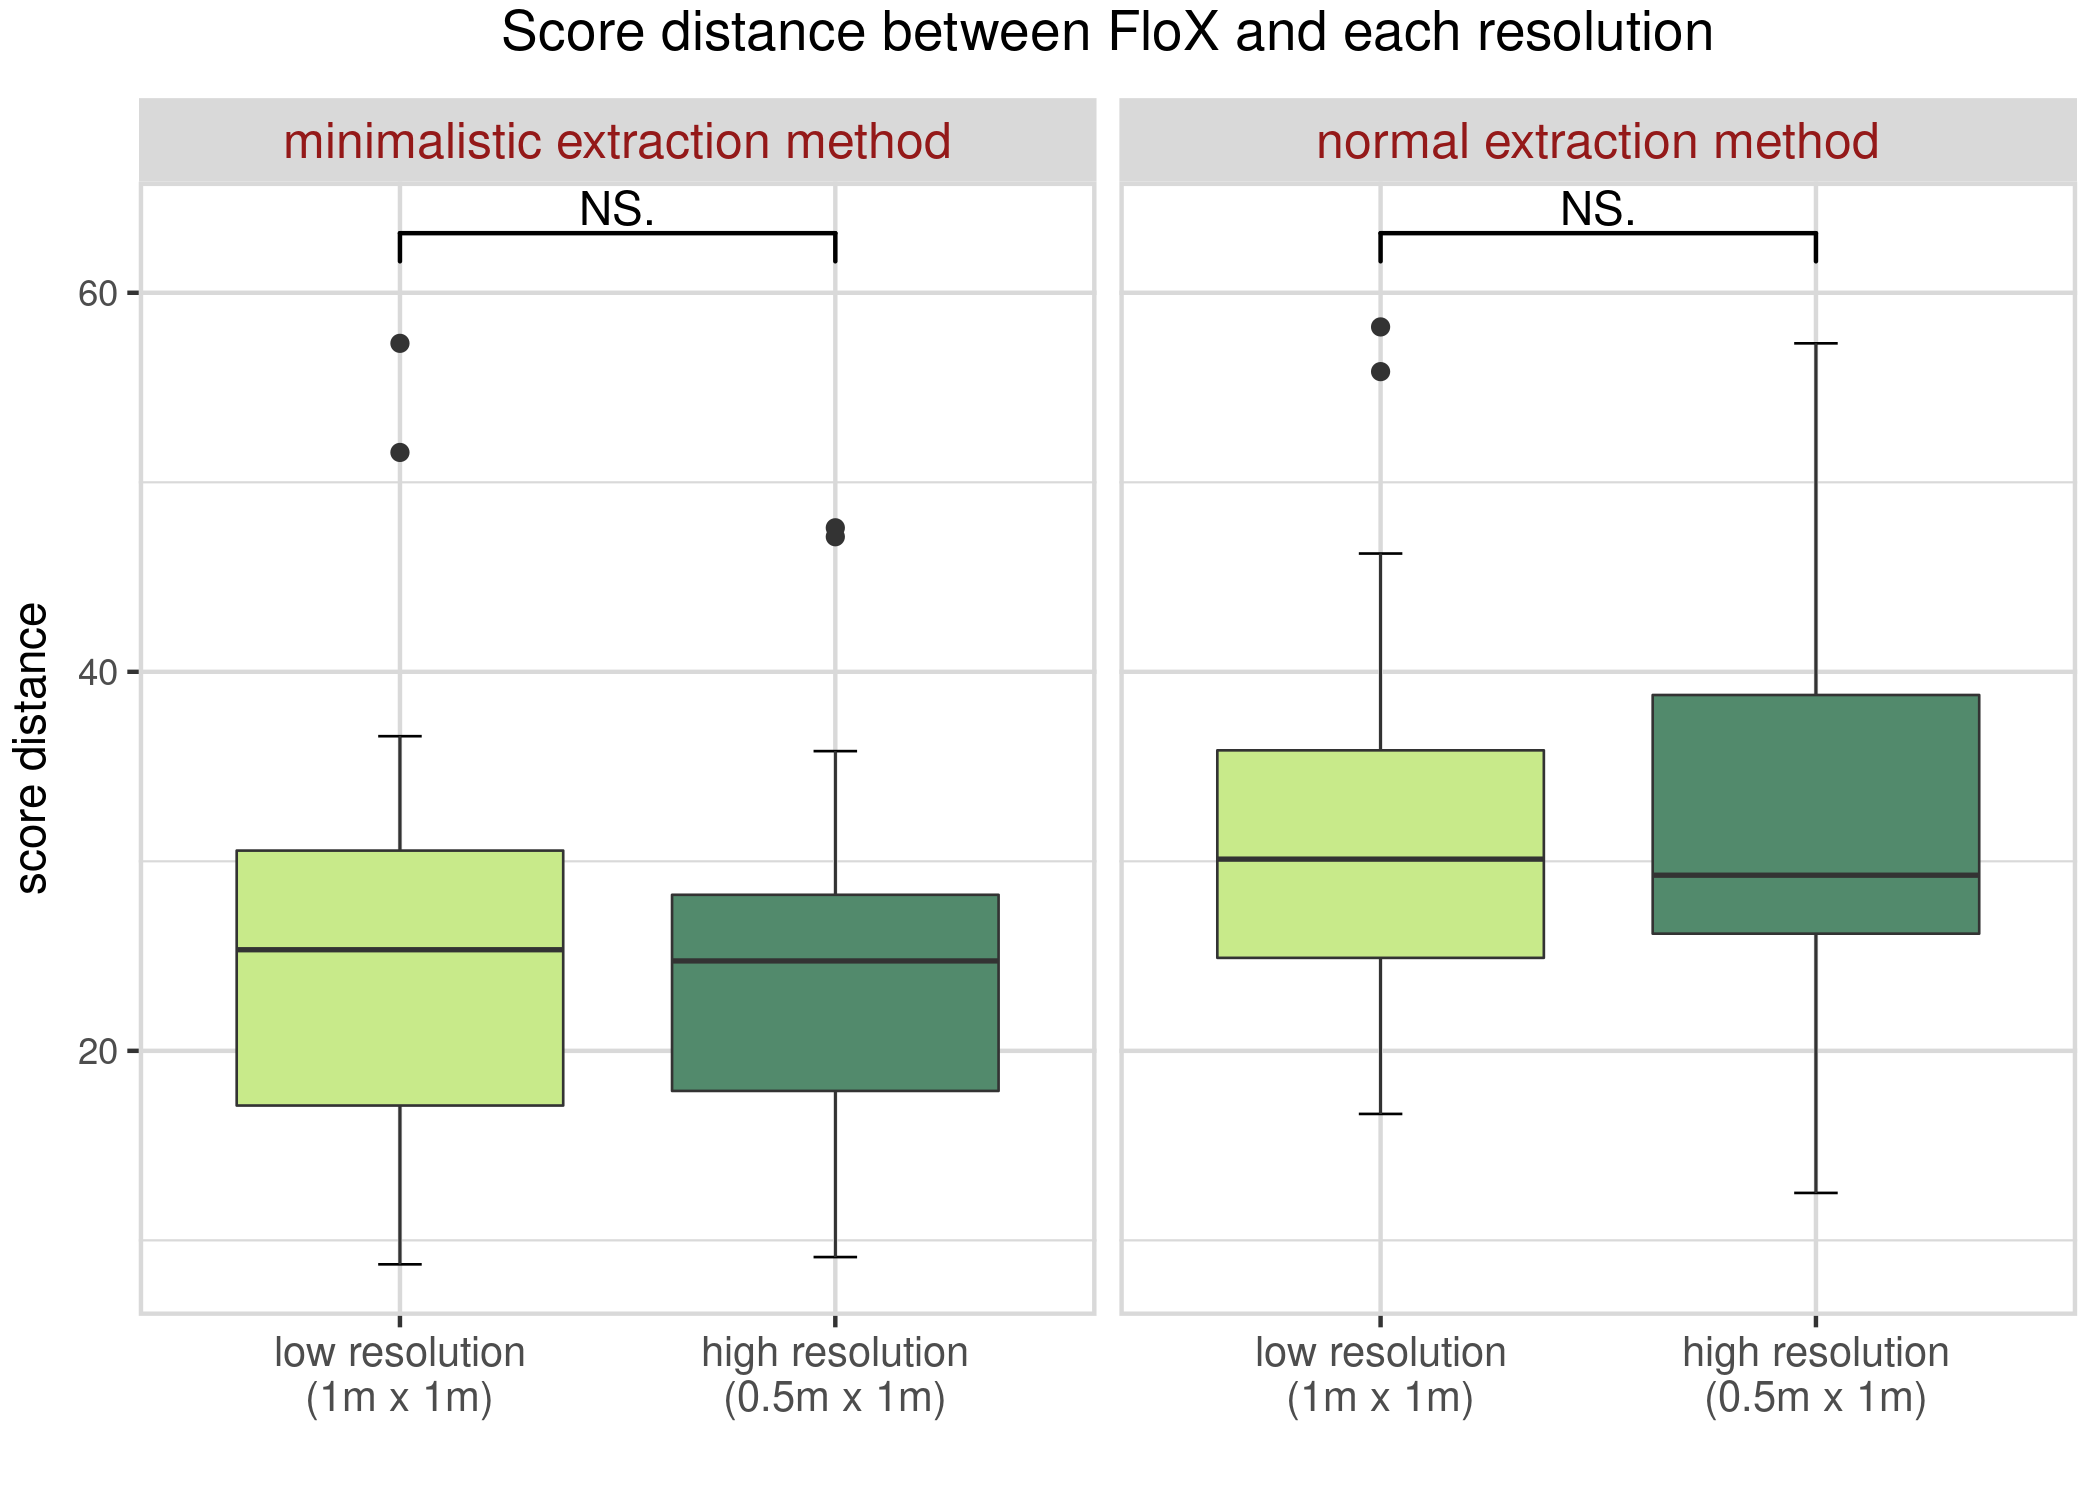 Score distance between FloX and each resolution
minimalistic extraction method
normal extraction method
NS.
NS.
60
40
20
score distance
low resolution
(1m x 1m)
high resolution
(0.5m x 1m)
low resolution
(1m x 1m)
high resolution
(0.5m x 1m)